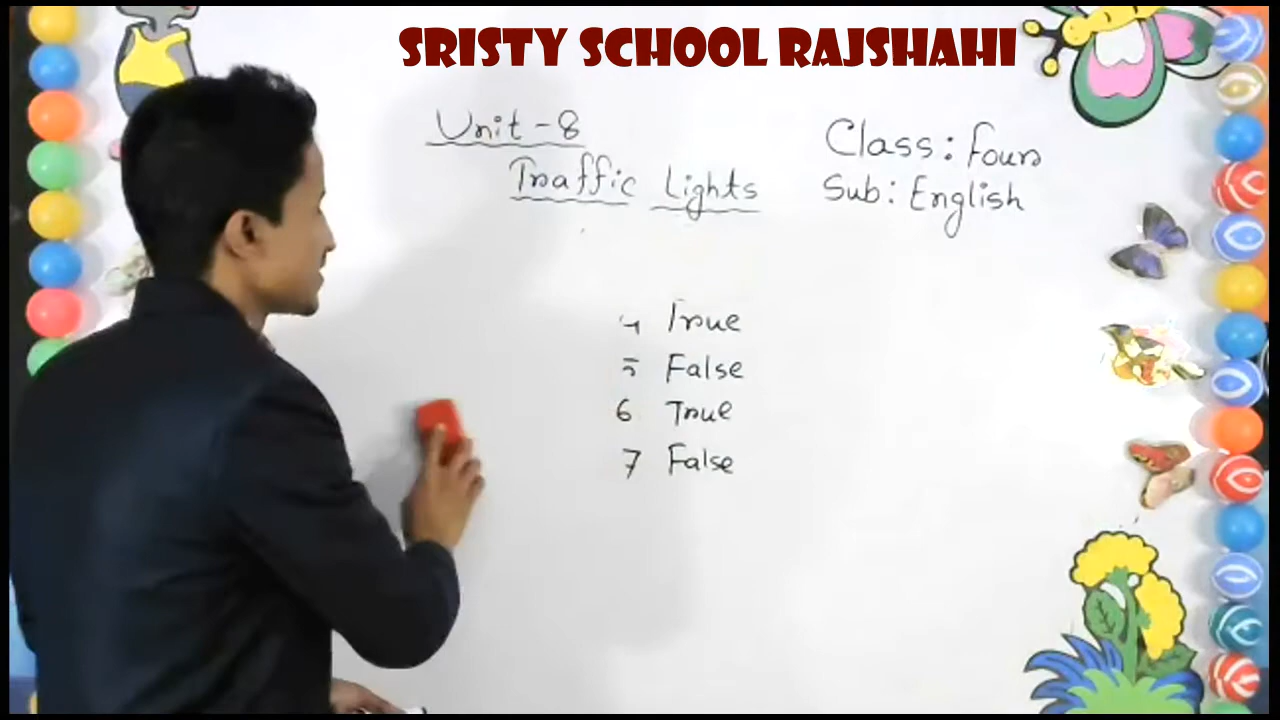 SRISTY SCHOOL RAJSHAHI
Unit-8
Traffic Lights
Class: Four
Sub: English
4 True
5 False
6 True
7 False